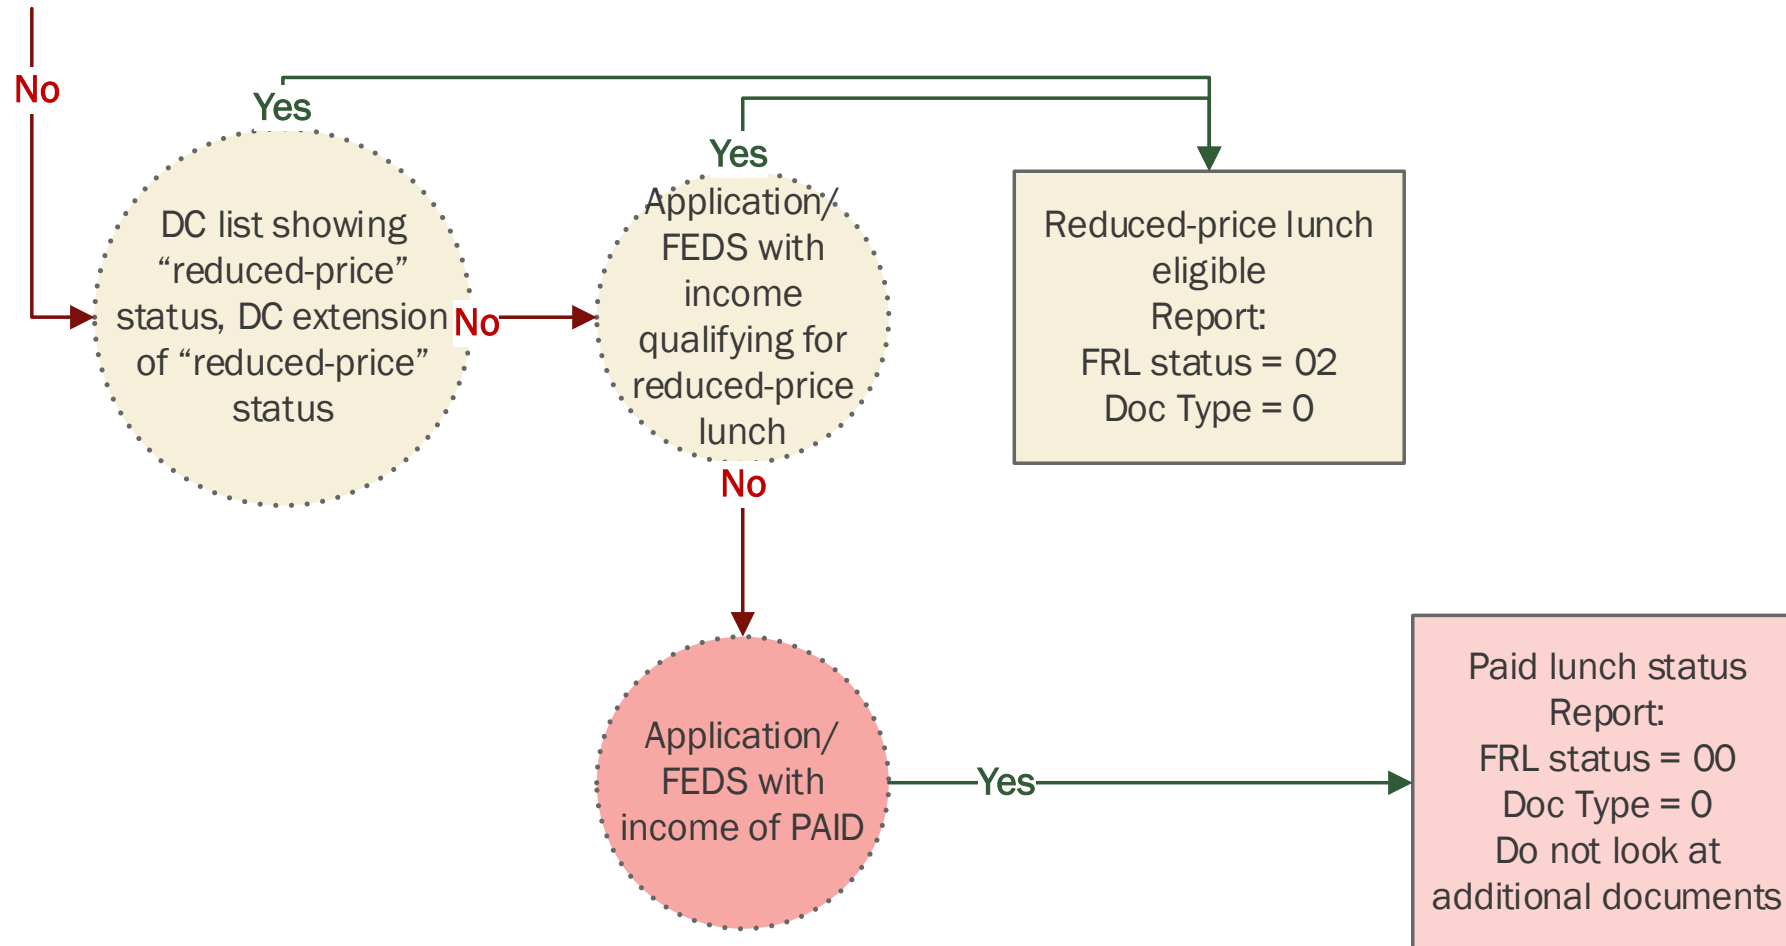 No
Yes
DC list showing
“reduced-price”
status, DC extension
of “reduced-price”
status
No
Yes
Application/
FEDS with
income
qualifying for
reduced-price
lunch
No
Reduced-price lunch
eligible
Report:
FRL status = 02
Doc Type = 0
Application/
FEDS with
income of PAID
Yes
Paid lunch status
Report:
FRL status = 00
Doc Type = 0
Do not look at
additional documents